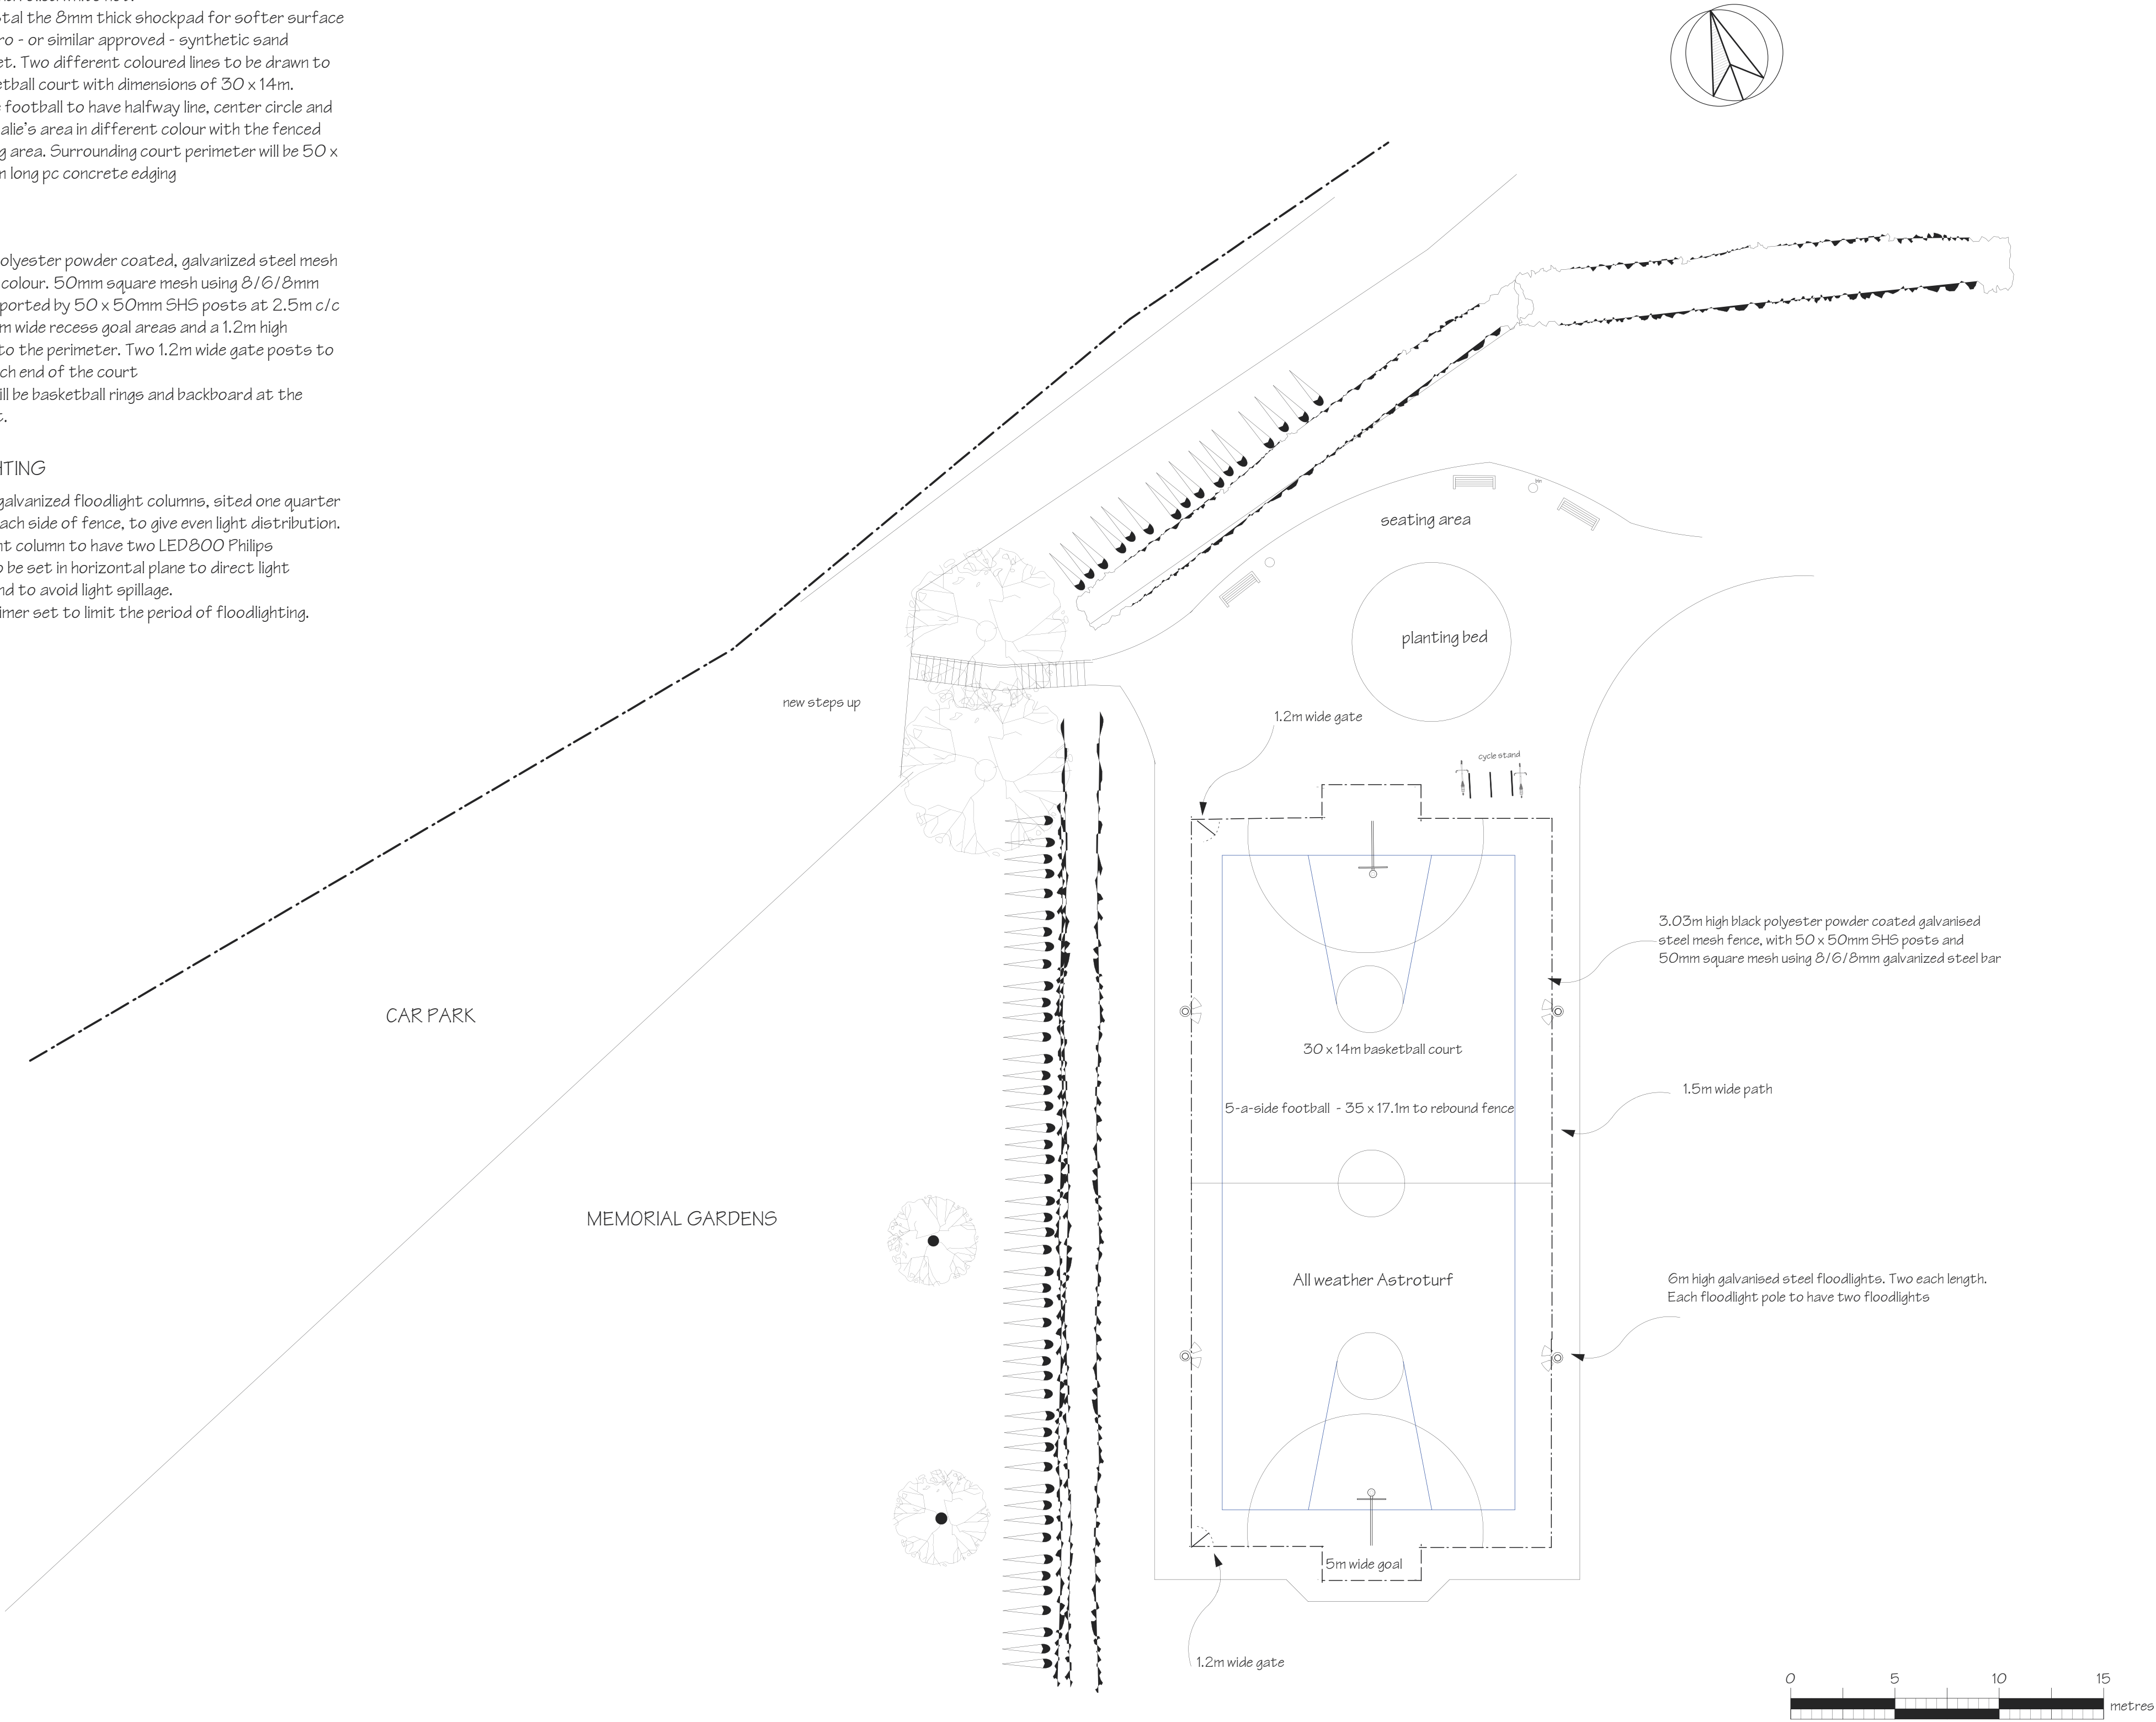 stal the 8mm thick shockpad for softer surface
ro - or similar approved - synthetic sand
et. Two different coloured lines to be drawn to
etball court with dimensions of 30 x 14m.
e football to have halfway line, center circle and
alie's area in different colour with the fenced
g area. Surrounding court perimeter will be 50 x
m long pc concrete edging
olyester powder coated, galvanized steel mesh
colour. 50mm square mesh using 8/6/8mm
ported by 50 x 50mm SHS posts at 2.5m c/c
m wide recess goal areas and a 1.2m high
to the perimeter. Two 1.2m wide gate posts to
ch end of the court
ill be basketball rings and backboard at the
t.
HTING
galvanized floodlight columns, sited one quarter
ach side of fence, to give even light distribution.
nt column to have two LED800 Philips
o be set in horizontal plane to direct light
nd to avoid light spillage.
imer set to limit the period of floodlighting.
seating area
bin
planting bed
new steps up
1.2m wide gate
cycle stand
3.03m high black polyester powder coated galvanised
steel mesh fence, with 50 x 50mm SHS posts and
50mm square mesh using 8/6/8mm galvanized steel bar
CAR PARK
30 x 14m basketball court
1.5m wide path
5-a-side football - 35 x 17.1m to rebound fence
MEMORIAL GARDENS
All weather Astroturf
6m high galvanised steel floodlights. Two each length.
Each floodlight pole to have two floodlights
5m wide goal
1.2m wide gate
0 5 10 15
metres